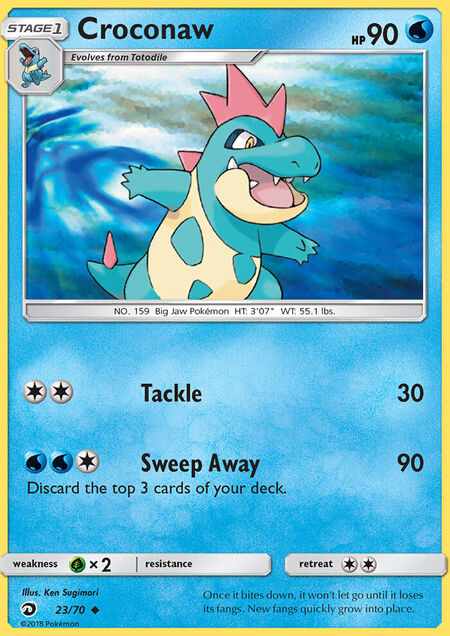 STAGE1
Croconaw
HP 90
Evolves from Totodile
NO. 159 Big Jaw Pokémon HT: 3'07" WT: 55.1 lbs.
Tackle 30
Sweep Away 90
Discard the top 3 cards of your deck.
weakness ×2 resistance retreat
Illus. Ken Sugimori
23/70
©2018 Pokémon
Once it bites down, it won't let go until it loses
its fangs. New fangs quickly grow into place.